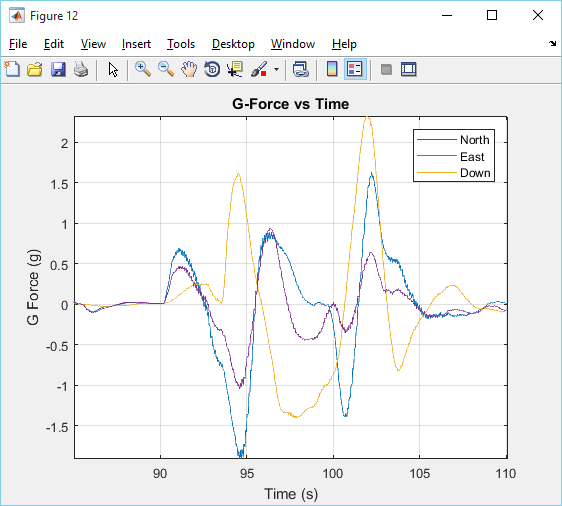 Figure 12
File Edit View Insert Tools Desktop Window Help
G-Force vs Time
North
East
Down
2
1.5
1
0.5
0
-0.5
-1
-1.5
G Force (g)
90 95 100 105 110
Time (s)